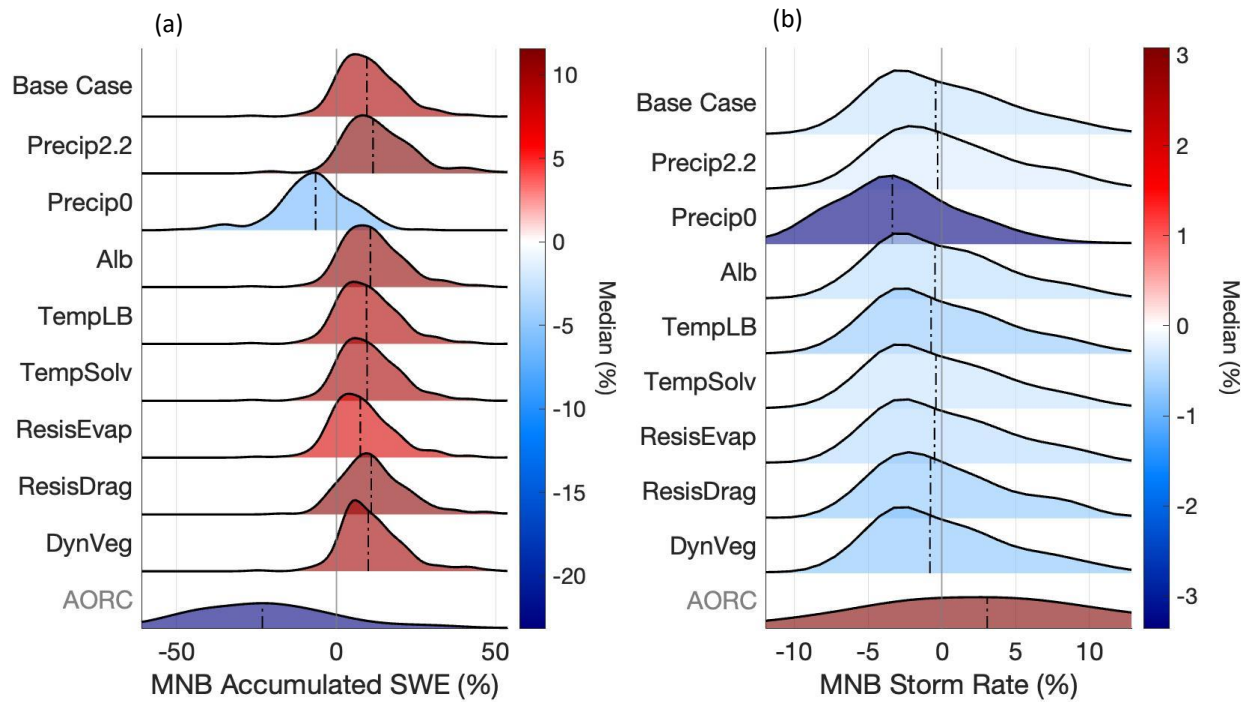 (a)
Base Case
Precip2.2
Precip0
Alb
TempLB
TempSolv
ResisEvap
ResisDrag
DynVeg
AORC
-50 0 50
MNB Accumulated SWE (%)
10
5
0
-5
-10
-15
-20
Median (%)
(b)
Base Case
Precip2.2
Precip0
Alb
TempLB
TempSolv
ResisEvap
ResisDrag
DynVeg
AORC
-10 -5 0 5 10
MNB Storm Rate (%)
3
2
1
0
-1
-2
-3
Median (%)